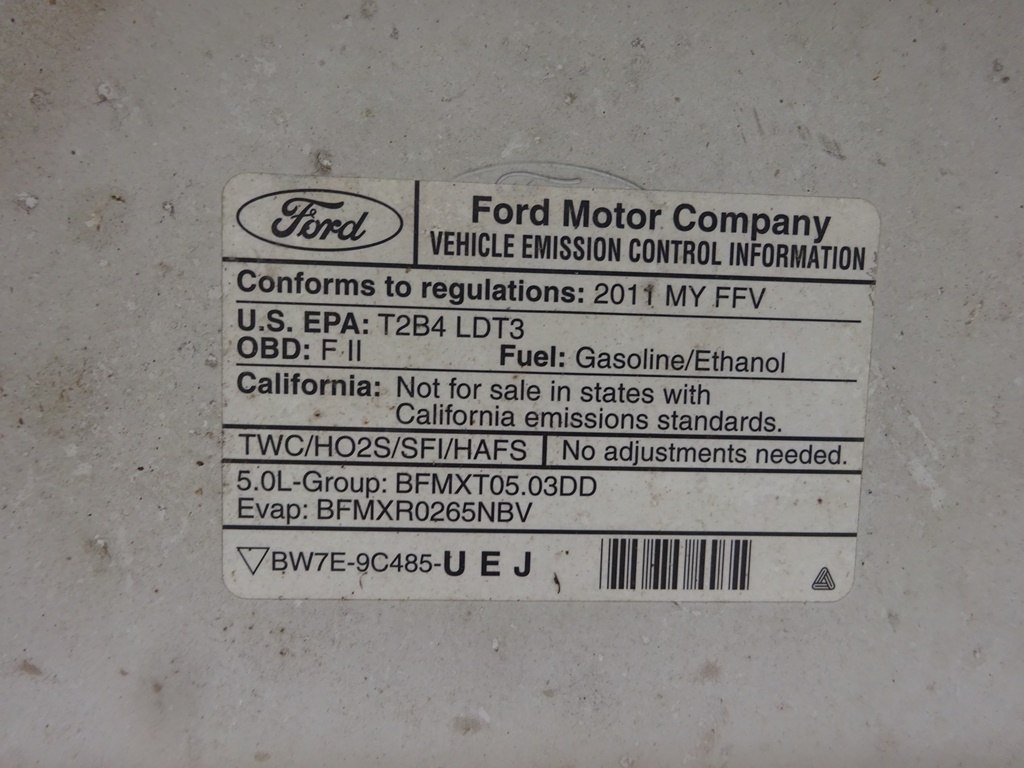 Ford
Ford Motor Company
VEHICLE EMISSION CONTROL INFORMATION
Conforms to regulations: 2011 MY FFV
U.S. EPA: T2B4 LDT3
OBD: F II Fuel: Gasoline/Ethanol
California: Not for sale in states with
California emissions standards.
TWC/HO2S/SFI/HAFS No adjustments needed.
5.0L-Group: BFMXT05.03DD
Evap: BFMXR0265NBV
BW7E-9C485-U E J